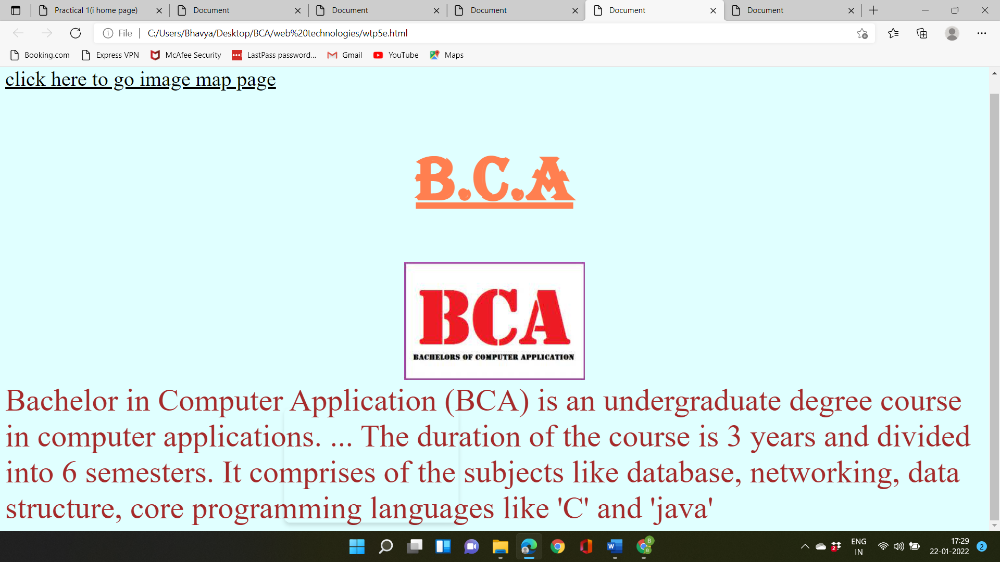 Practical 1(i home page)
Document
Document
Document
Document
Document
File
C:/Users/Bhavya/Desktop/BCA/web%20technologies/wtp5e.html
Booking.com
Express VPN
McAfee Security
LastPass password...
Gmail
YouTube
Maps
click here to go image map page
B.C.A
BCA
BACHELORS OF COMPUTER APPLICATION
Bachelor in Computer Application (BCA) is an undergraduate degree course
in computer applications. ... The duration of the course is 3 years and divided
into 6 semesters. It comprises of the subjects like database, networking, data
structure, core programming languages like 'C' and 'java'
2
B
B
ENG
IN
17:29
22-01-2022
2